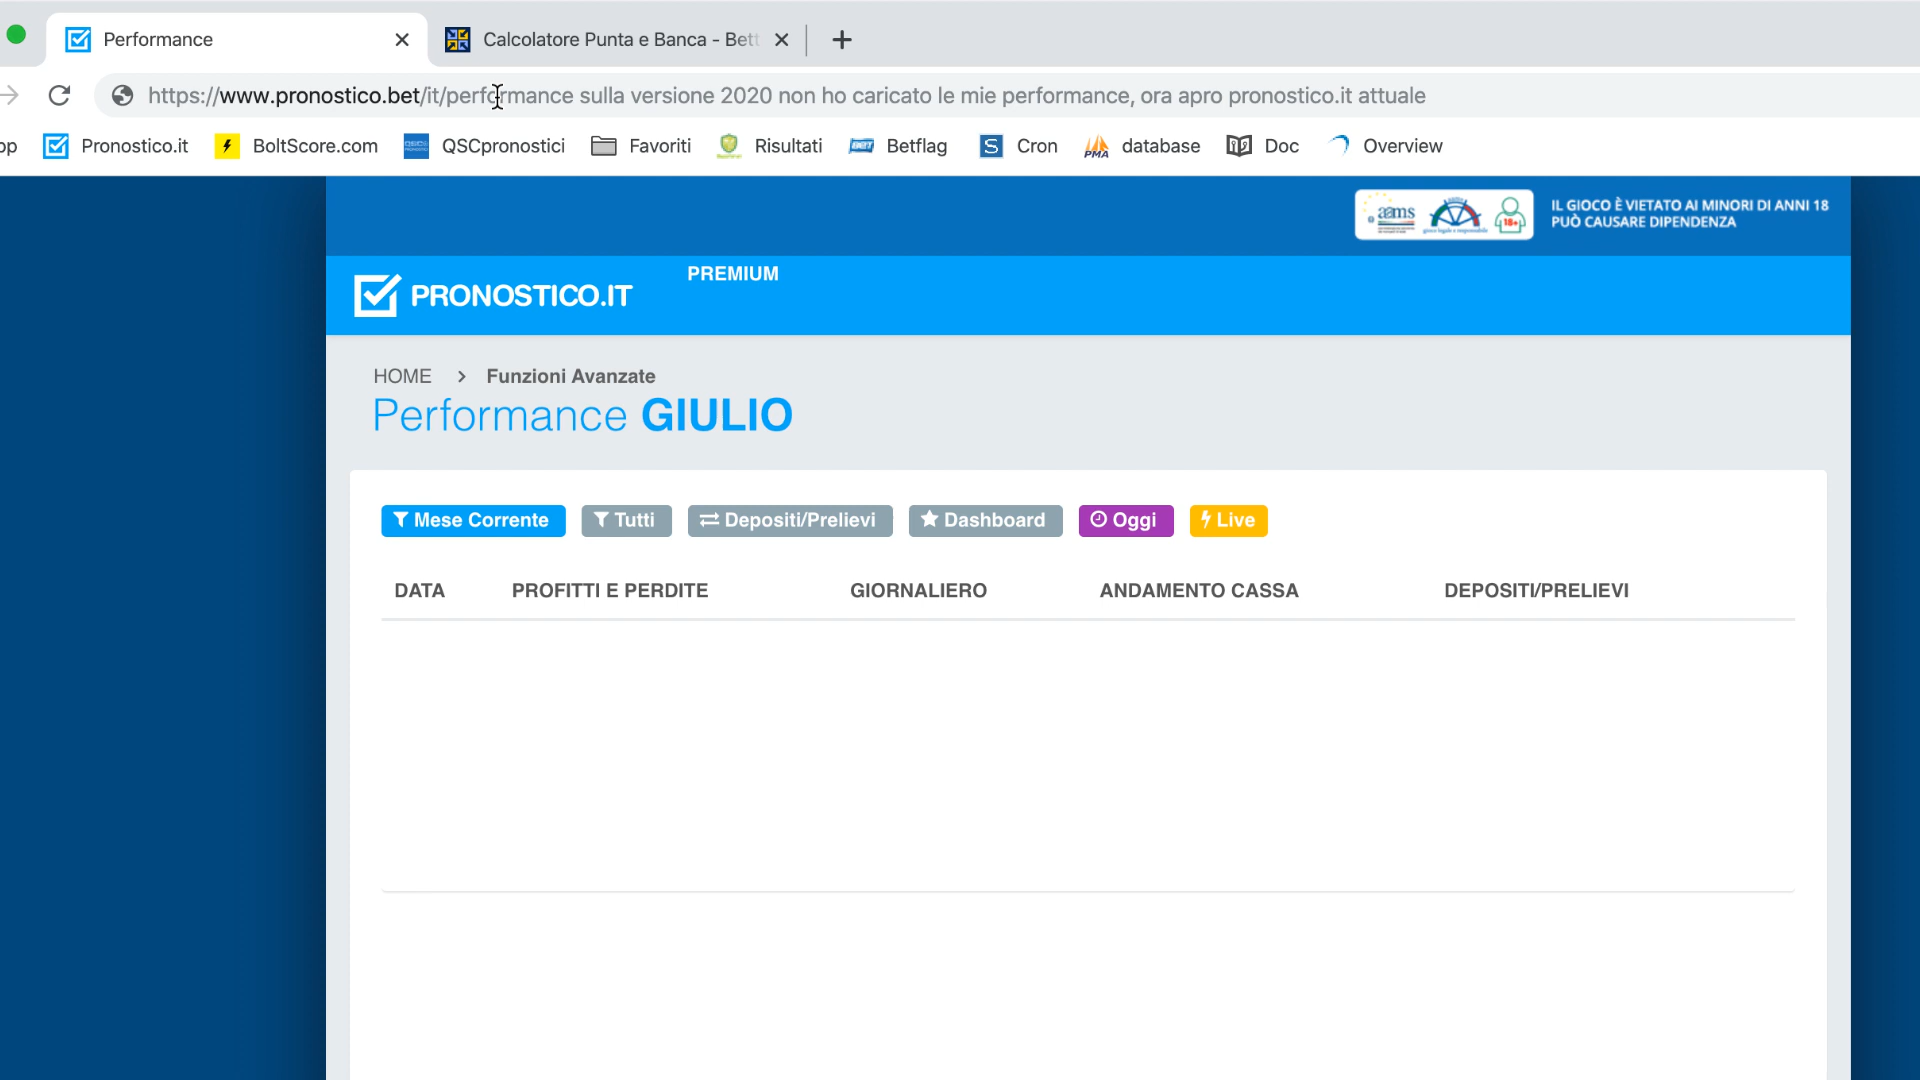 Performance
Calcolatore Punta e Banca - Bett
https://www.pronostico.bet/it/performance sulla versione 2020 non ho caricato le mie performance, ora apro pronostico.it attuale
pp Pronostico.it BoltScore.com QSCpronostici Favoriti Risultati Betflag Cron database Doc Overview
aams 18+
IL GIOCO È VIETATO AI MINORI DI ANNI 18
PUÒ CAUSARE DIPENDENZA
PRONOSTICO.IT
PREMIUM
HOME > Funzioni Avanzate
Performance GIULIO
Mese Corrente Tutti Depositi/Prelievi Dashboard Oggi Live
DATA PROFITTI E PERDITE GIORNALIERO ANDAMENTO CASSA DEPOSITI/PRELIEVI